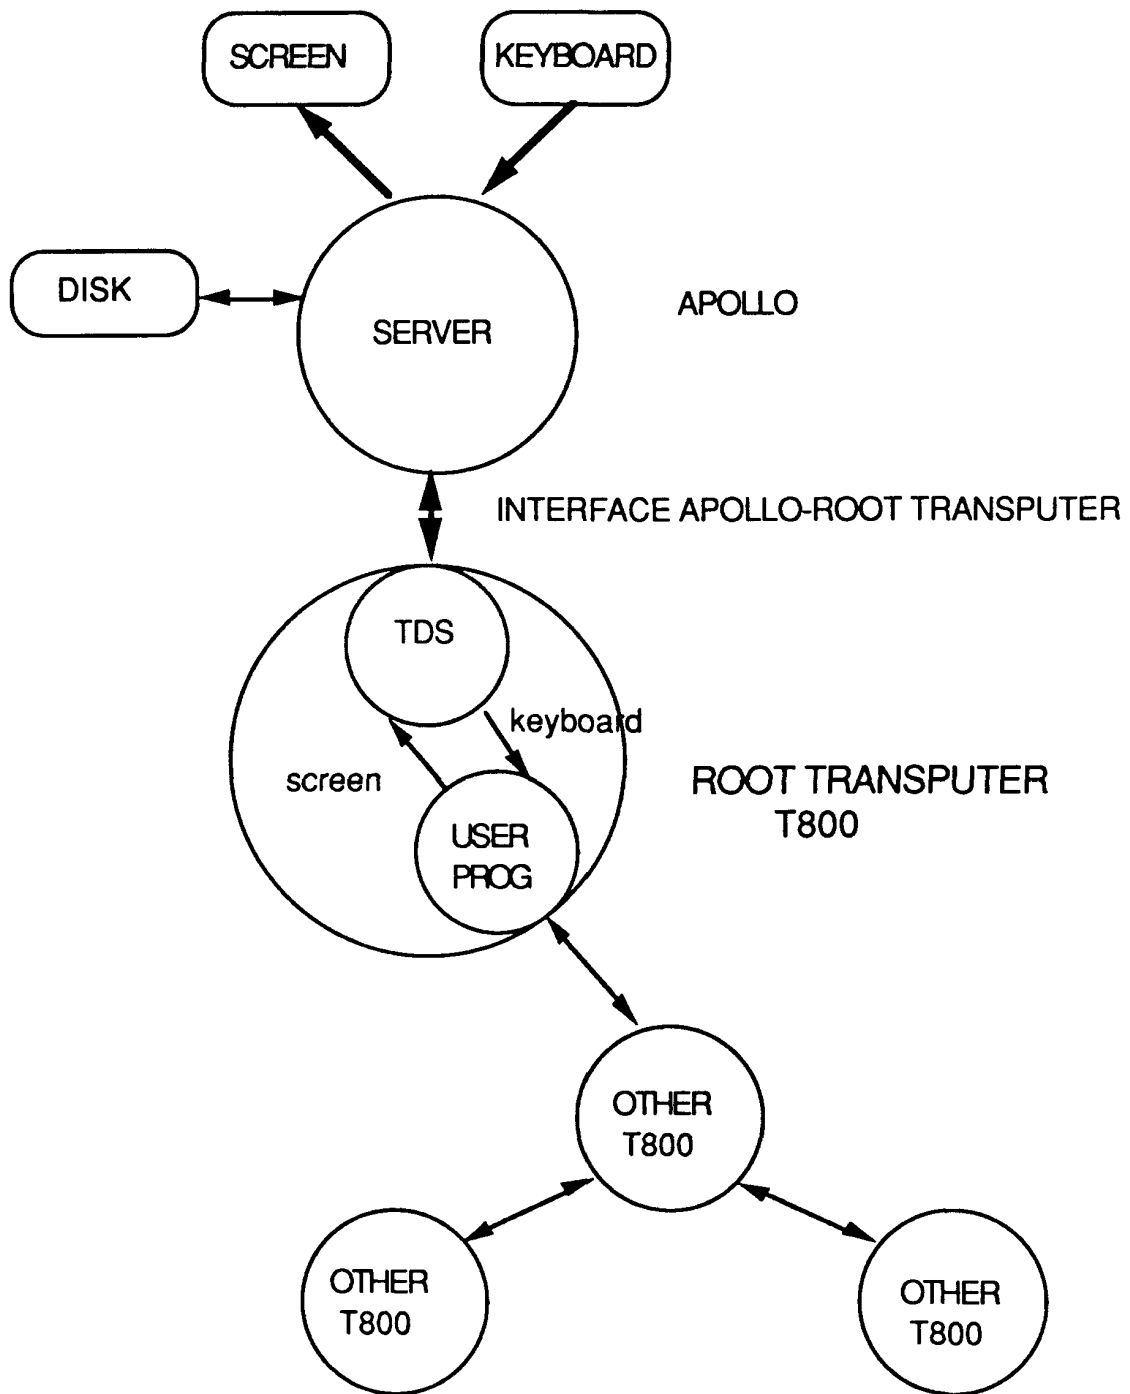 SCREEN
KEYBOARD
DISK
SERVER
APOLLO
INTERFACE APOLLO-ROOT TRANSPUTER
TDS
keyboard
screen
ROOT TRANSPUTER
T800
USER
PROG
OTHER
T800
OTHER
T800
OTHER
T800